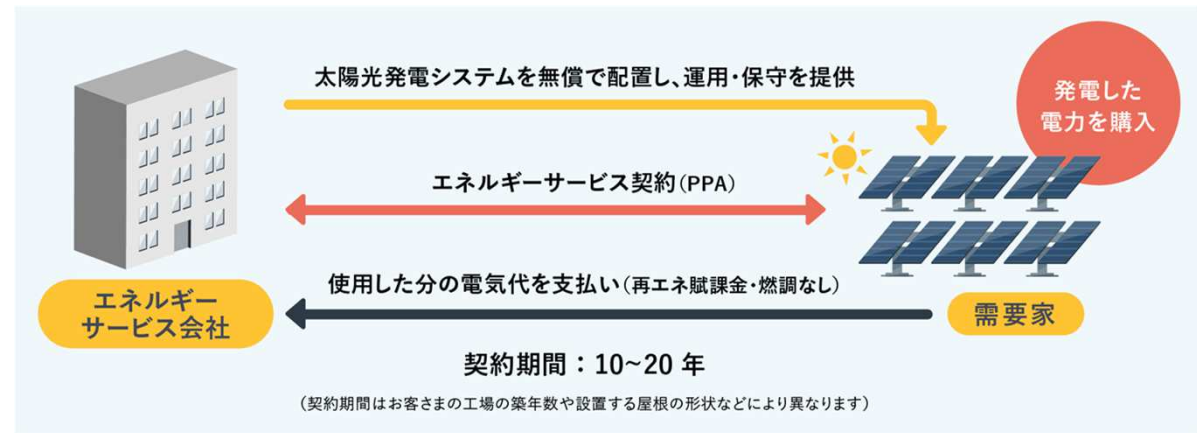 太陽光発電システムを無償で配置し、運用・保守を提供
発電した
電力を購入
エネルギーサービス契約(PPA)
使用した分の電気代を支払い(再エネ賦課金・燃調なし)
エネルギー
サービス会社
需要家
契約期間：10~20 年
(契約期間はお客さまの工場の築年数や設置する屋根の形状などにより異なります)